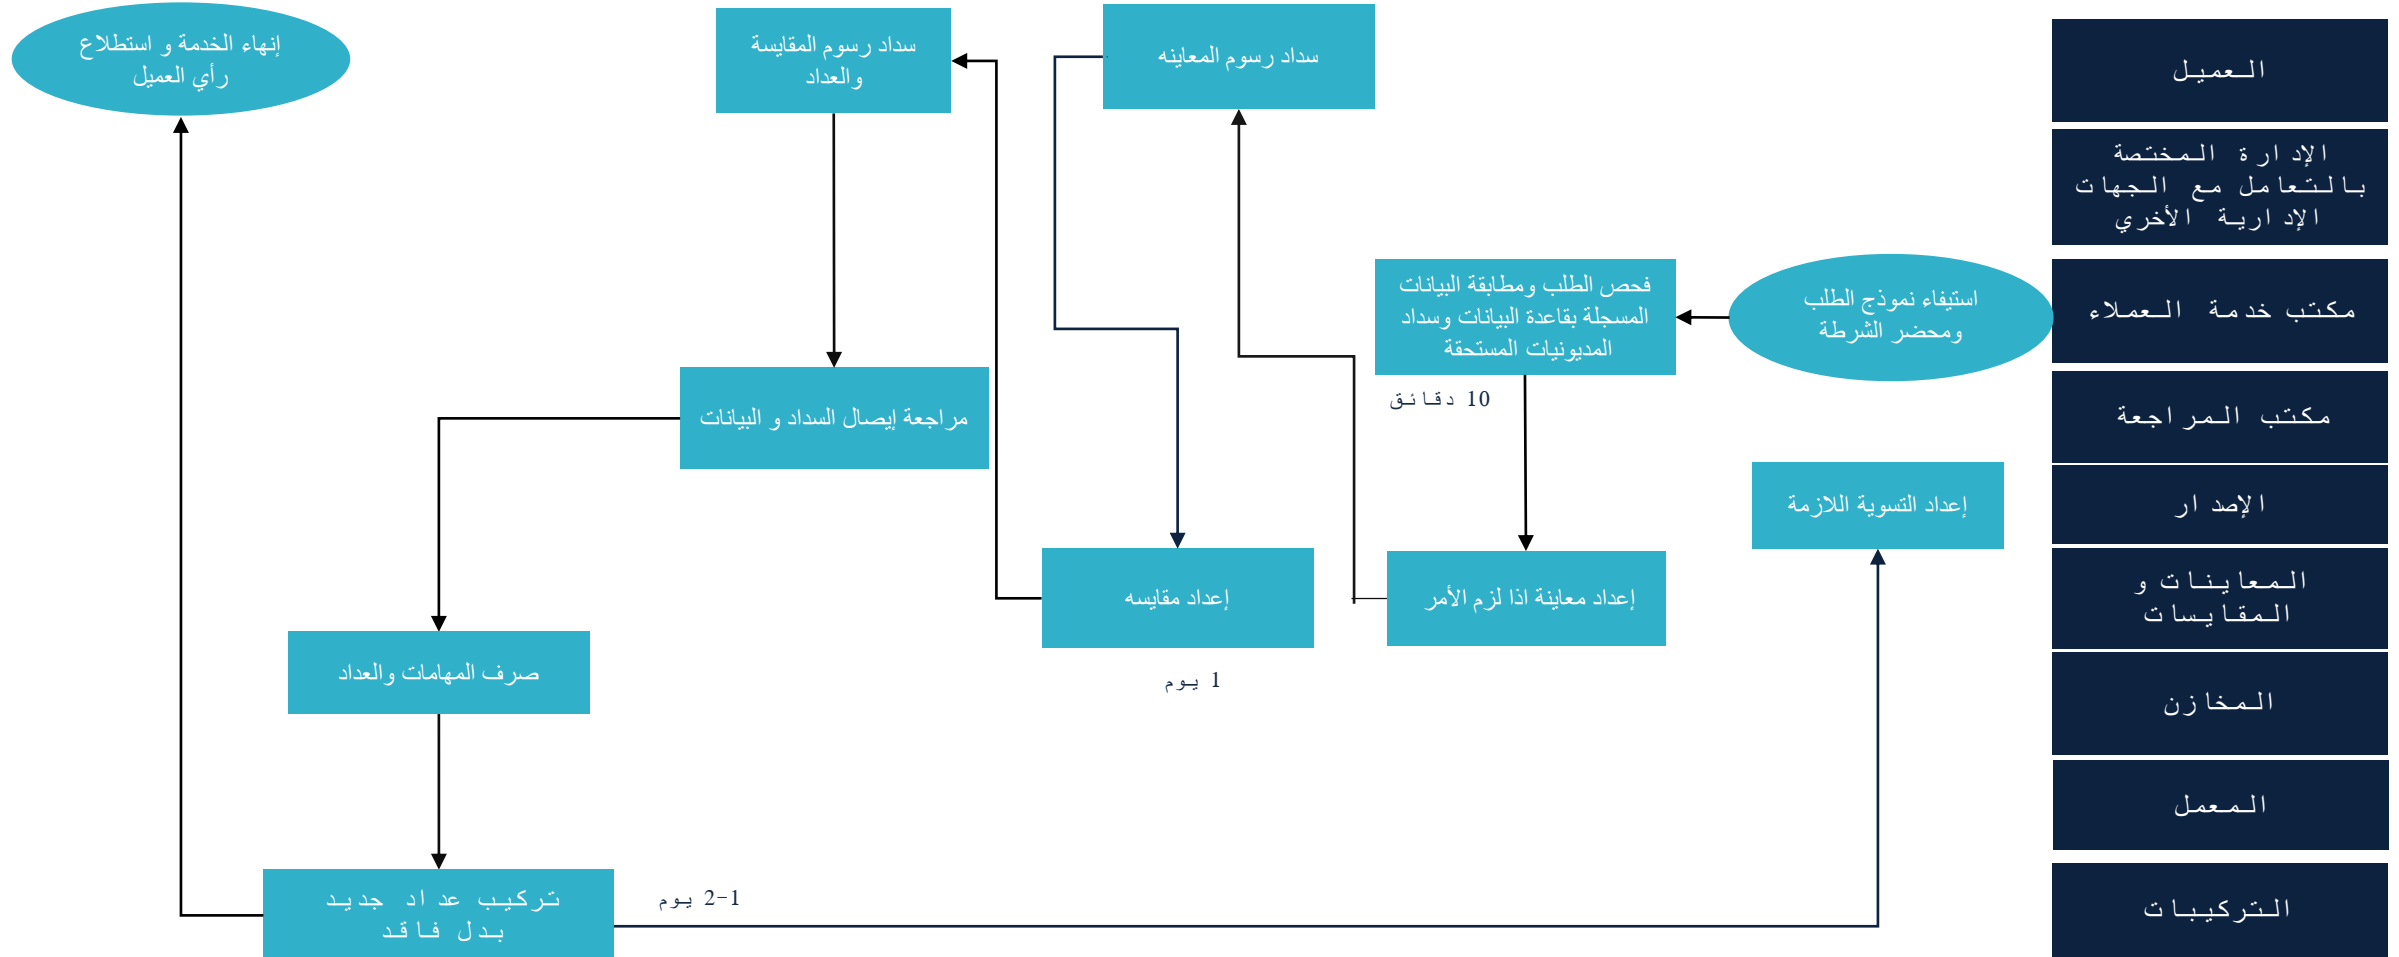 العميل
الإدارة المختصة
بالتعامل مع الجهات
الإدارية الأخري
مكتب خدمة العملاء
مكتب المراجعة
الإصدار
المعاينات و
المقايسات
المخازن
المعمل
التركيبات
استيفاء نموذج الطلب
ومحضر الشرطة
فحص الطلب ومطابقة البيانات
المسجلة بقاعدة البيانات وسداد
المديونيات المستحقة
10 دقائق
إعداد معاينة اذا لزم الأمر
سداد رسوم المعاينه
إعداد مقايسه
1 يوم
سداد رسوم المقايسة
والعداد
مراجعة إيصال السداد و البيانات
صرف المهامات والعداد
تركيب عداد جديد
بدل فاقد
2-1 يوم
إعداد التسوية اللازمة
إنهاء الخدمة و استطلاع
رأي العميل